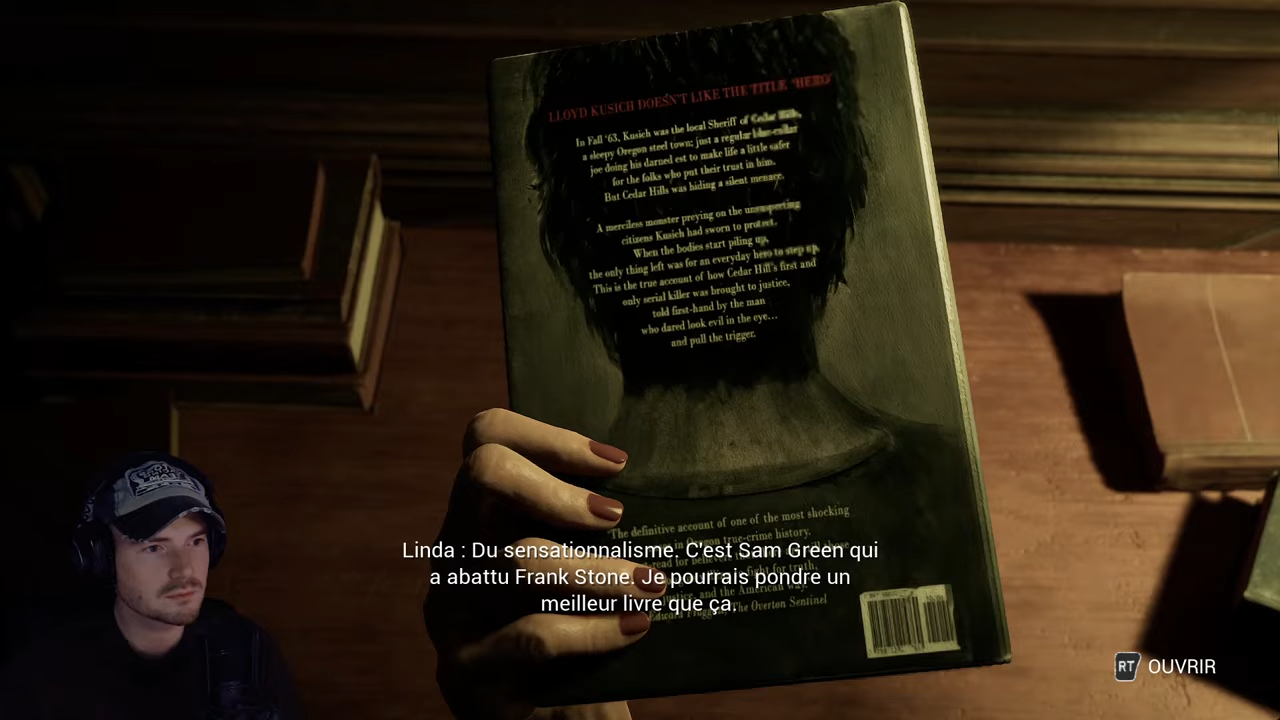 LLOYD KUSICH DOESN'T LIKE THE TITLE 'HERO'
In Fall '63, Kusich was the local Sheriff of Cedar Hills,
a sleepy Oregon steel town; just a regular blue-collar
joe doing his darned est to make life a little safer
for the folks who put their trust in him.
But Cedar Hills was hiding a silent menace.
A merciless monster preying on the unsuspecting
citizens Kusich had sworn to protect.
When the bodies start piling up,
the only thing left was for an everyday hero to step up.
This is the true account of how Cedar Hill's first and
only serial killer was brought to justice,
told first-hand by the man
who dared look evil in the eye...
and pull the trigger.
"The definitive account of one of the most shocking
in Oregon true-crime history.
Linda : Du sensationnalisme. C'est Sam Green qui
a abattu Frank Stone. Je pourrais pondre un
meilleur livre que ça.
and the American way."
The Overton Sentinel
RT OUVRIR